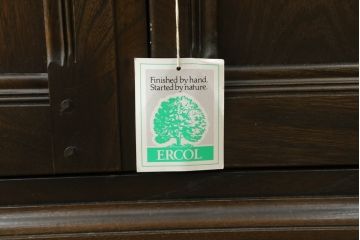 Finished by hand.
Started by nature.
ERCOL